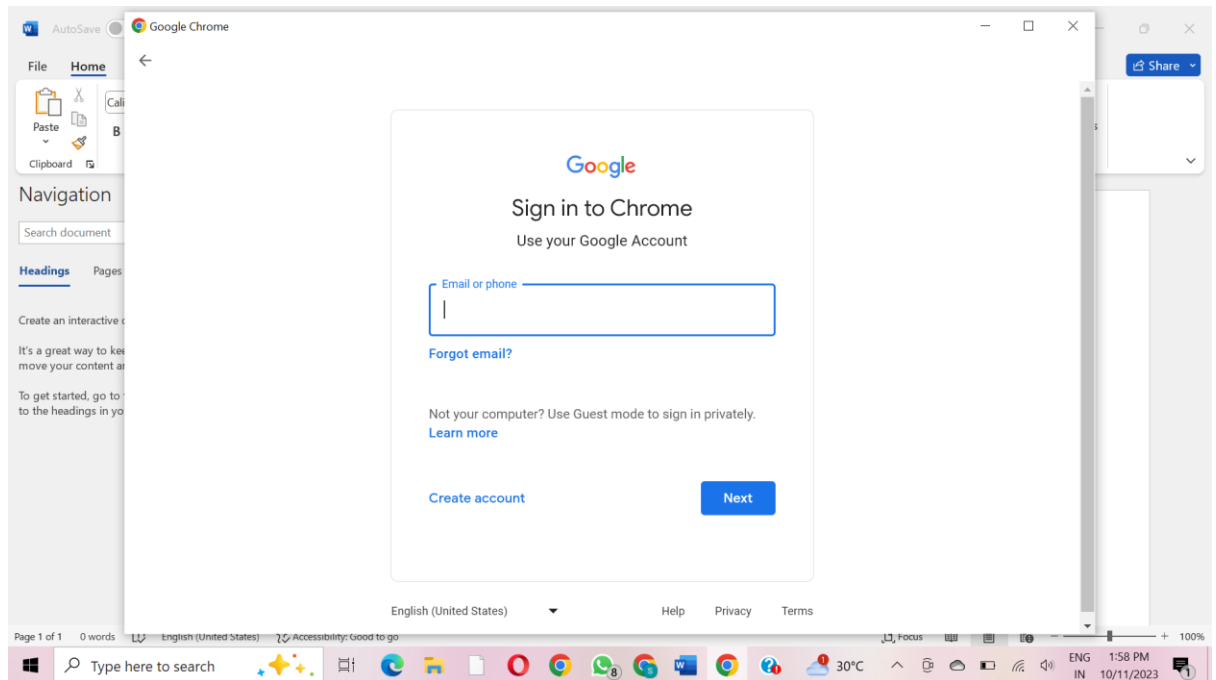 AutoSave
Google Chrome
File Home
Share
Paste
Cali
B
Clipboard
Navigation
Search document
Headings Pages
Create an interactive
It's a great way to
move your content
To get started, go to
to the headings in
Google
Sign in to Chrome
Use your Google Account
Email or phone
Forgot email?
Not your computer? Use Guest mode to sign in privately.
Learn more
Create account
Next
English (United States)
Help Privacy Terms
Page 1 of 1 0 words English (United States) Accessibility: Good to go
Focus
100%
Type here to search
8
30°C
ENG
IN
1:58 PM
10/11/2023
1